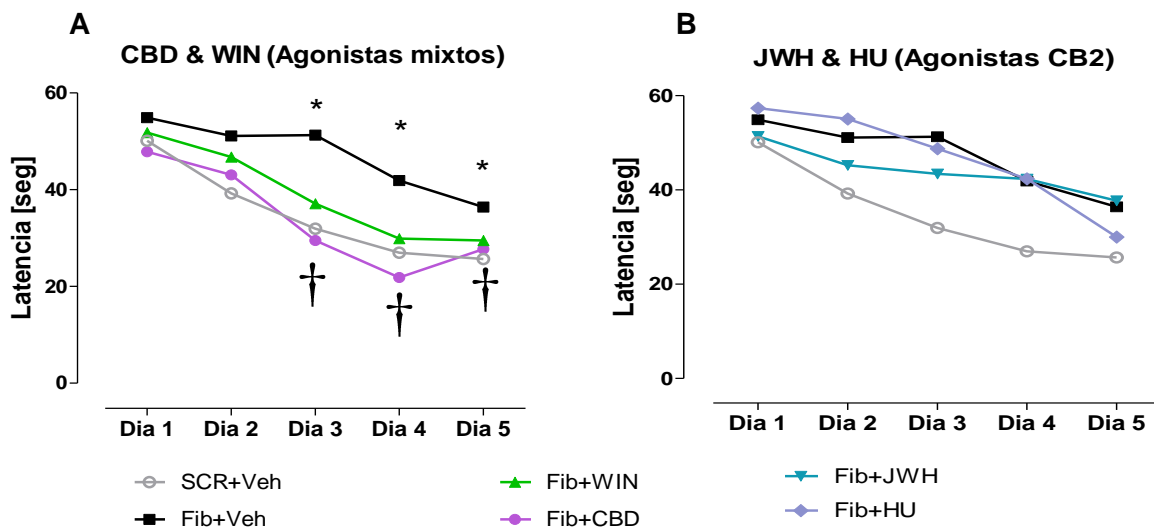 A
CBD & WIN (Agonistas mixtos)
Latencia [seg]
60
40
20
0
*
*
*
†
†
†
Dia 1
Dia 2
Dia 3
Dia 4
Dia 5
B
JWH & HU (Agonistas CB2)
Latencia [seg]
60
40
20
0
Dia 1
Dia 2
Dia 3
Dia 4
Dia 5
SCR+Veh
Fib+Veh
Fib+WIN
Fib+CBD
Fib+JWH
Fib+HU